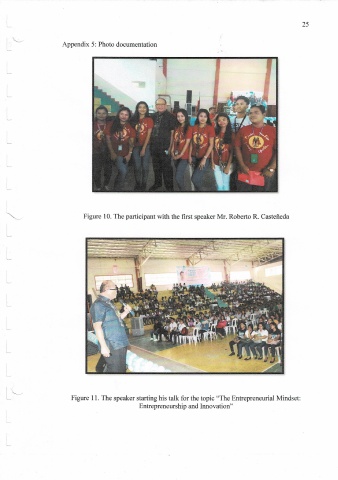 25
Appendix 5: Photo documentation
Figure 10. The participant with the first speaker Mr. Roberto R. Casteñeda
Figure 11. The speaker starting his talk for the topic “The Entrepreneurial Mindset:
Entrepreneurship and Innovation”